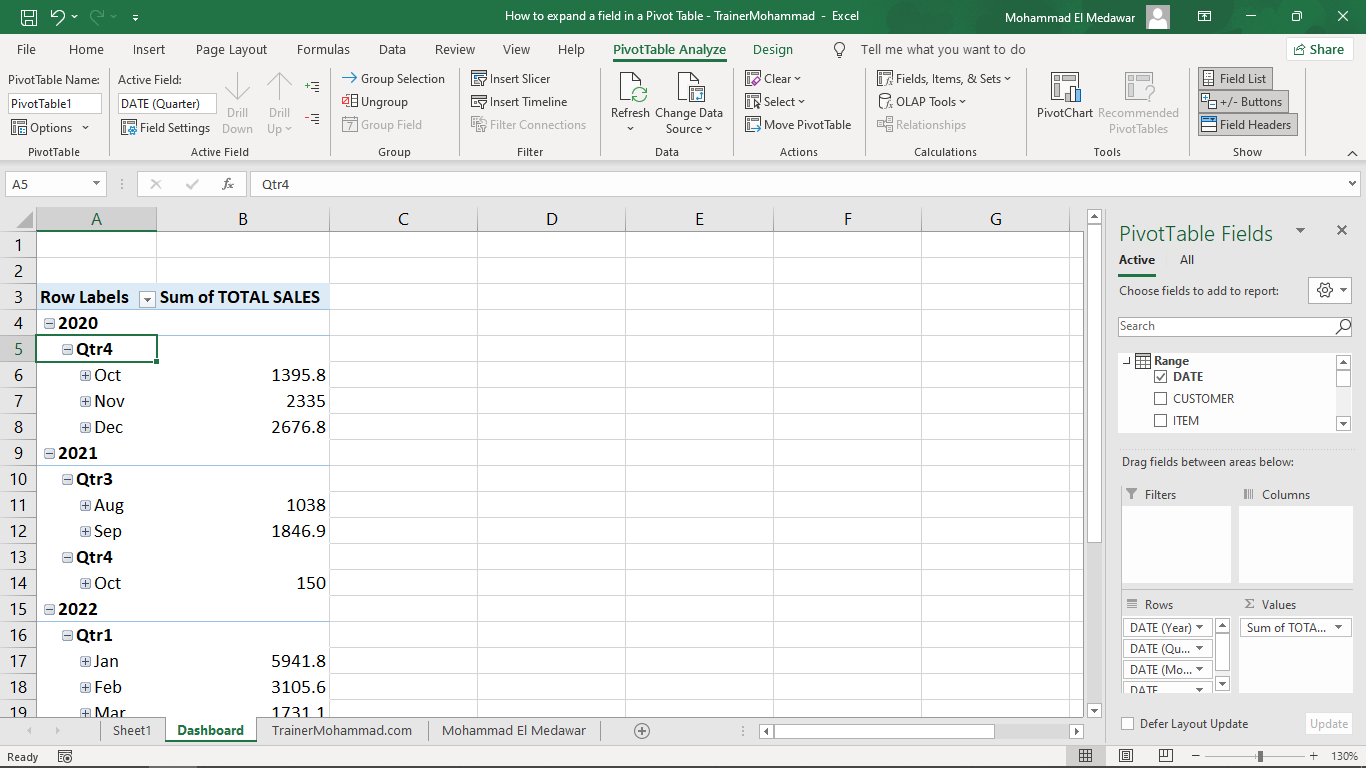 How to expand a field in a Pivot Table - TrainerMohammad - Excel
Mohammad El Medawar
File Home Insert Page Layout Formulas Data Review View Help PivotTable Analyze Design Tell me what you want to do Share
PivotTable Name:
PivotTable1
Options
PivotTable
Active Field:
DATE (Quarter)
Field Settings
Drill Down
Drill Up
Active Field
Group Selection
Ungroup
Group Field
Group
Insert Slicer
Insert Timeline
Filter Connections
Filter
Refresh
Change Data Source
Data
Clear
Select
Move PivotTable
Actions
Fields, Items, & Sets
OLAP Tools
Relationships
Calculations
PivotChart
Recommended PivotTables
Tools
Field List
+/- Buttons
Field Headers
Show
A5 fx Qtr4
A B C D E F G
1
2
3 Row Labels Sum of TOTAL SALES
4 2020
5 Qtr4
6 Oct 1395.8
7 Nov 2335
8 Dec 2676.8
9 2021
10 Qtr3
11 Aug 1038
12 Sep 1846.9
13 Qtr4
14 Oct 150
15 2022
16 Qtr1
17 Jan 5941.8
18 Feb 3105.6
19 Mar 1731.1
PivotTable Fields
Active All
Choose fields to add to report:
Search
Range
DATE
CUSTOMER
ITEM
Drag fields between areas below:
Filters Columns
Rows Σ Values
DATE (Year) Sum of TOTA...
DATE (Qu...
DATE (Mo...
DATE
Defer Layout Update Update
Sheet1 Dashboard TrainerMohammad.com Mohammad El Medawar
Ready 130%